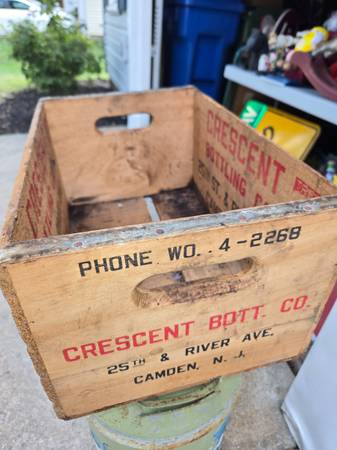 PHONE WO. 4-2268
CRESCENT BOTT. CO.
25TH & RIVER AVE.
CAMDEN, N. J.
CRESCENT
BOTTLING